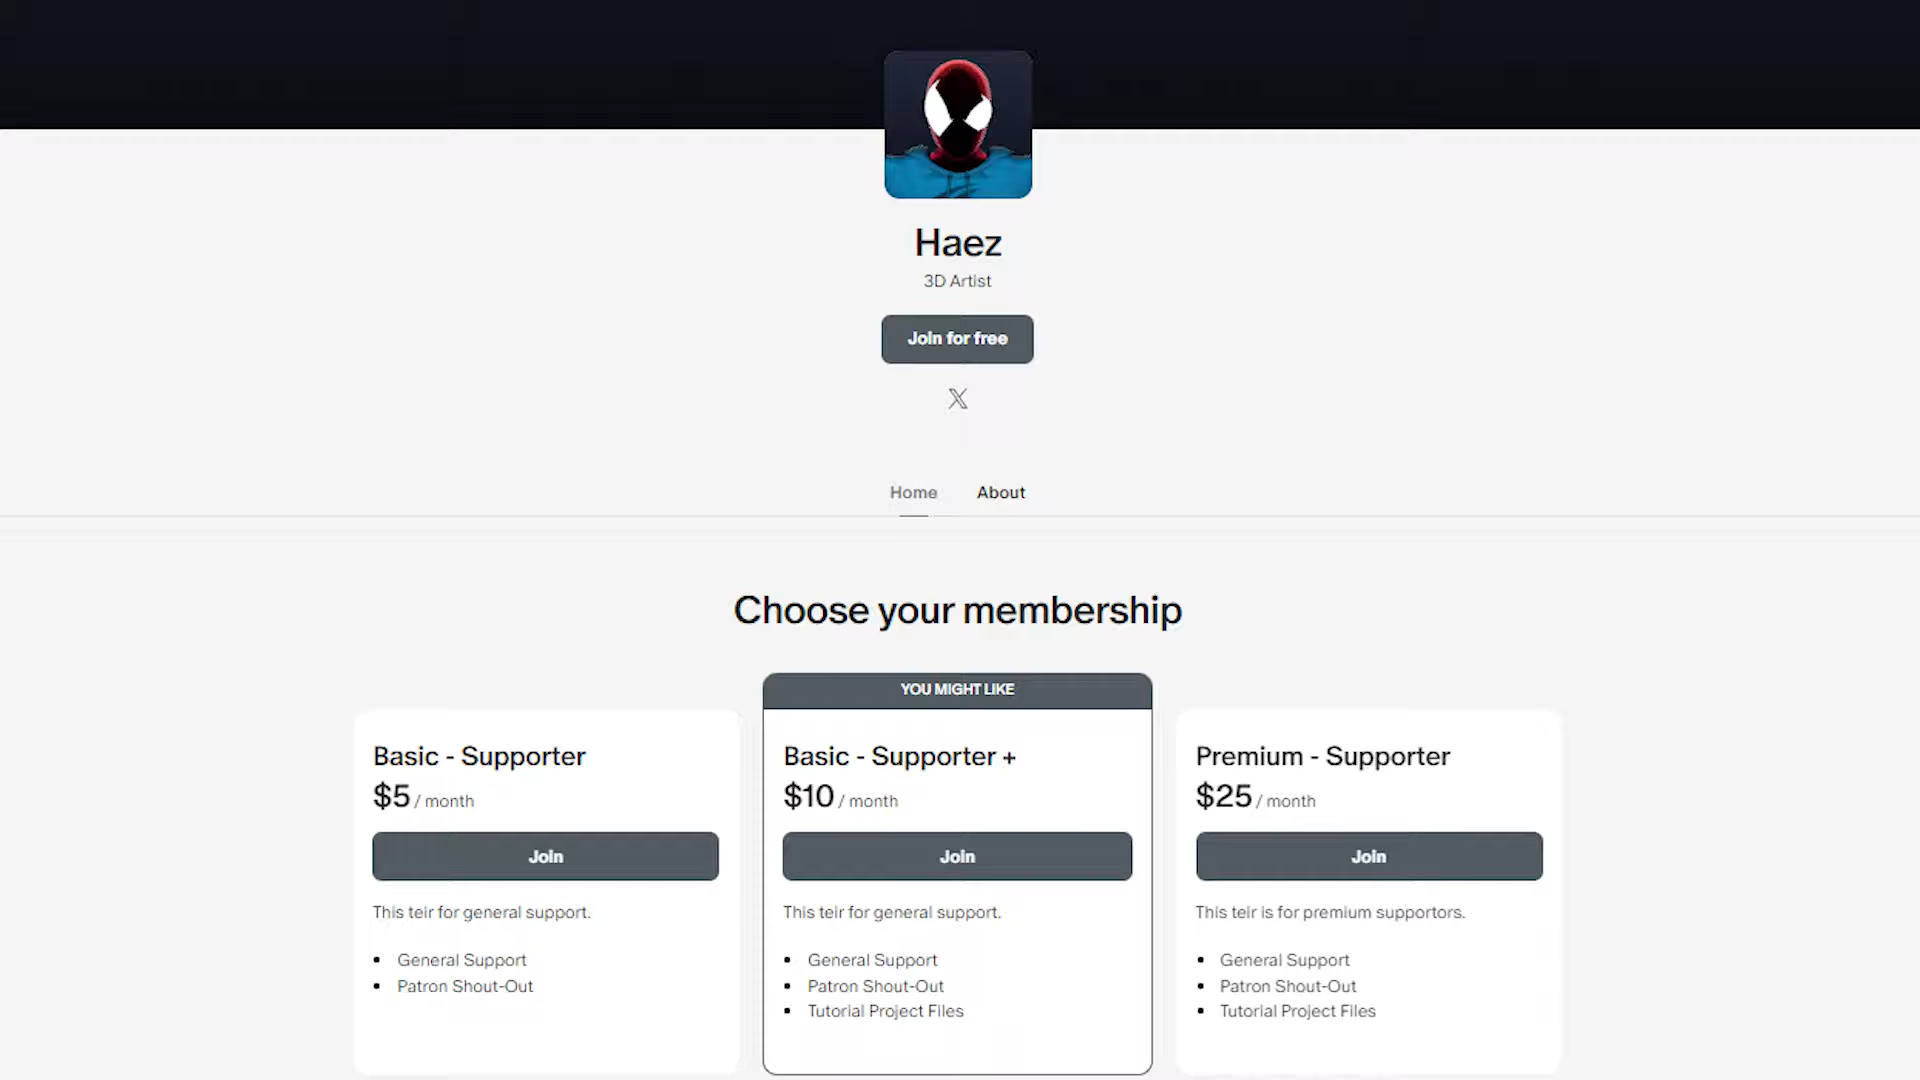 Haez
3D Artist
Join for free
Home
About
Choose your membership
YOU MIGHT LIKE
Basic - Supporter
$5 / month
Join
This teir for general support.
General Support
Patron Shout-Out
Basic - Supporter +
$10 / month
Join
This teir for general support.
General Support
Patron Shout-Out
Tutorial Project Files
Premium - Supporter
$25 / month
Join
This teir is for premium supportors.
General Support
Patron Shout-Out
Tutorial Project Files